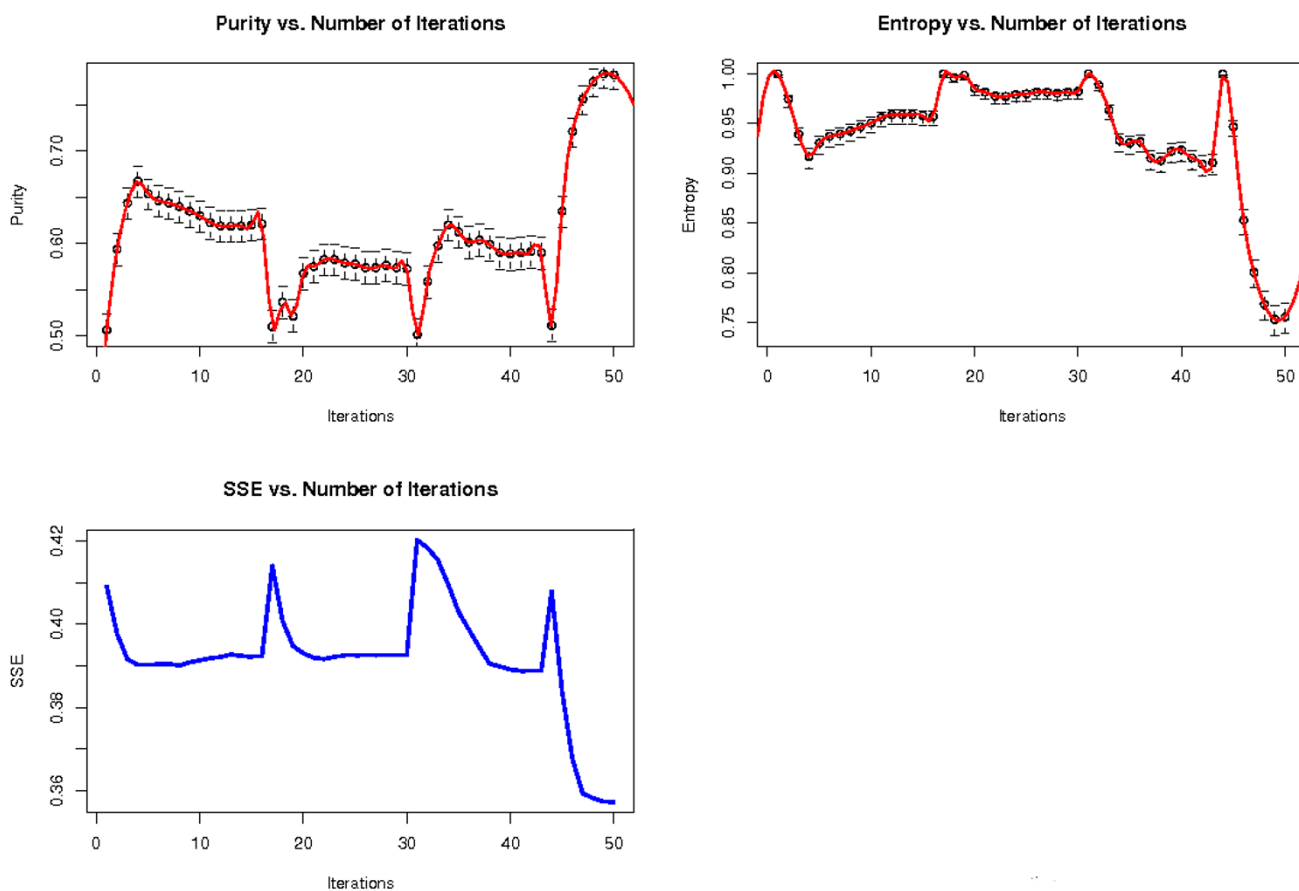 Purity vs. Number of Iterations
Purity
0.50 0.60 0.70
0 10 20 30 40 50
Iterations
Entropy vs. Number of Iterations
Entropy
0.75 0.80 0.85 0.90 0.95 1.00
0 10 20 30 40 50
Iterations
SSE vs. Number of Iterations
SSE
0.36 0.38 0.40 0.42
0 10 20 30 40 50
Iterations